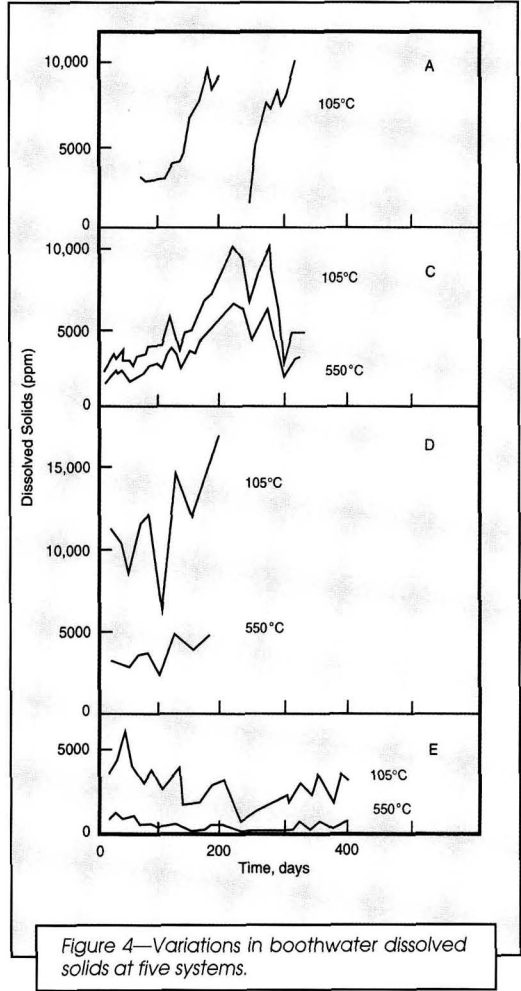 10,000
A
105°C
5000
0
10,000
C
105°C
5000
550°C
0
Dissolved Solids (ppm)
D
15,000
105°C
10,000
5000
550°C
0
E
5000
105°C
550°C
0
0 200 400
Time, days
Figure 4—Variations in boothwater dissolved
solids at five systems.